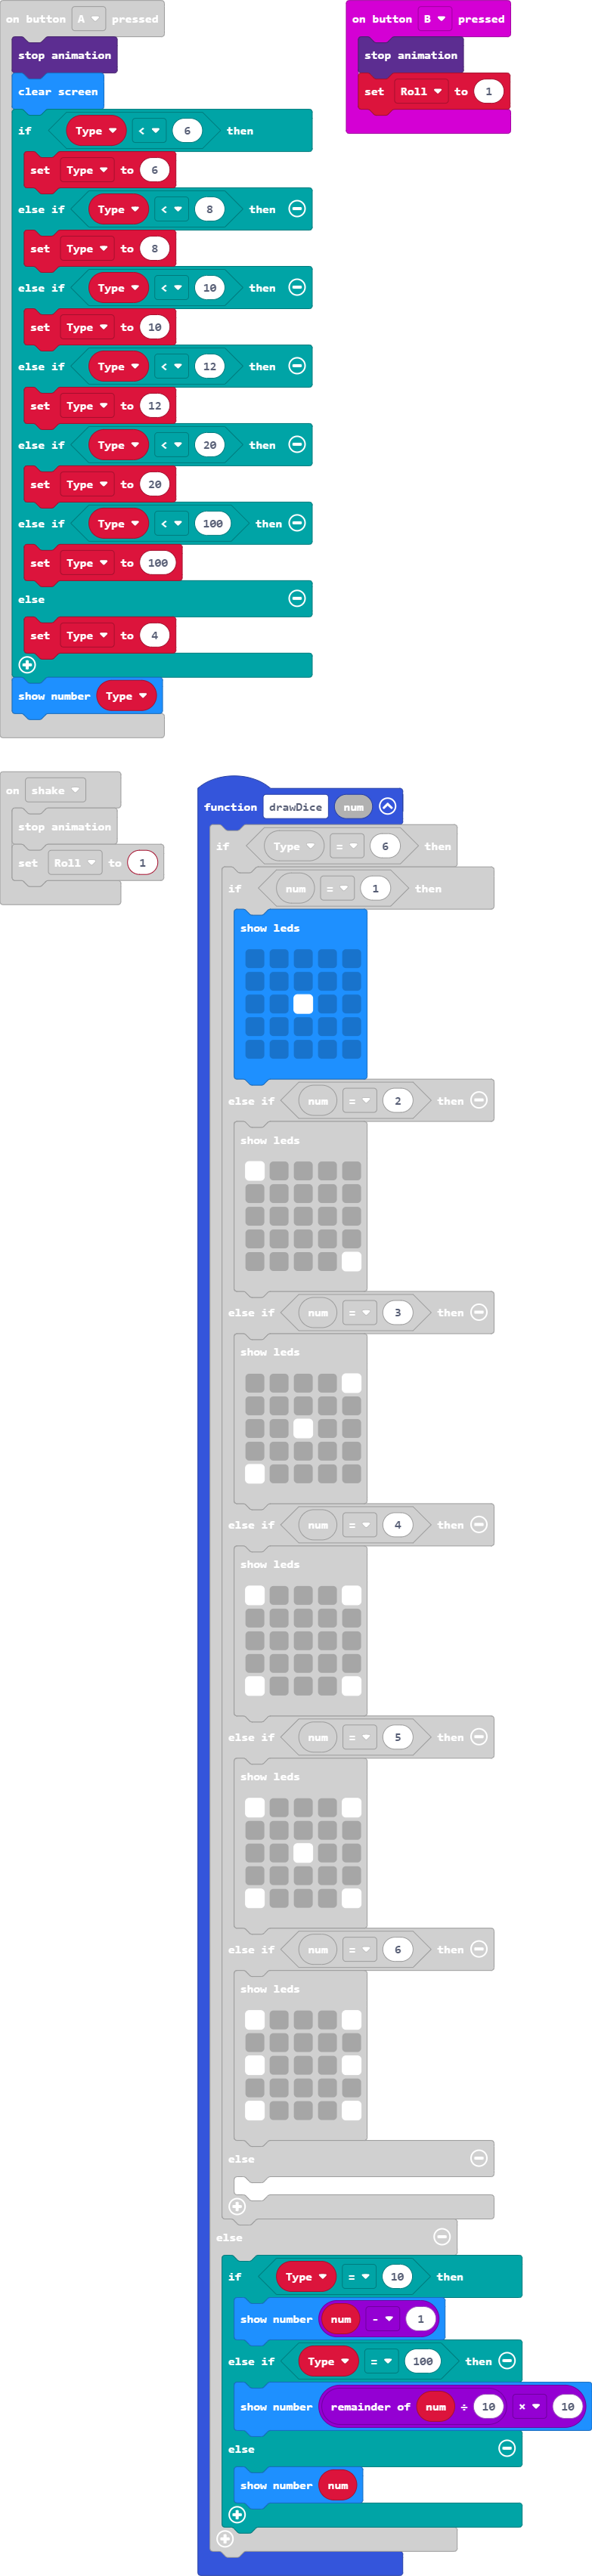 on button A pressed
stop animation
clear screen
if Type < 6 then
set Type to 6
else if Type < 8 then
set Type to 8
else if Type < 10 then
set Type to 10
else if Type < 12 then
set Type to 12
else if Type < 20 then
set Type to 20
else if Type < 100 then
set Type to 100
else
set Type to 4
show number Type
on button B pressed
stop animation
set Roll to 1
on shake
stop animation
set Roll to 1
function drawDice num
if Type = 6 then
if num = 1 then
show leds
else if num = 2 then
show leds
else if num = 3 then
show leds
else if num = 4 then
show leds
else if num = 5 then
show leds
else if num = 6 then
show leds
else
else
if Type = 10 then
show number num - 1
else if Type = 100 then
show number remainder of num ÷ 10 × 10
else
show number num